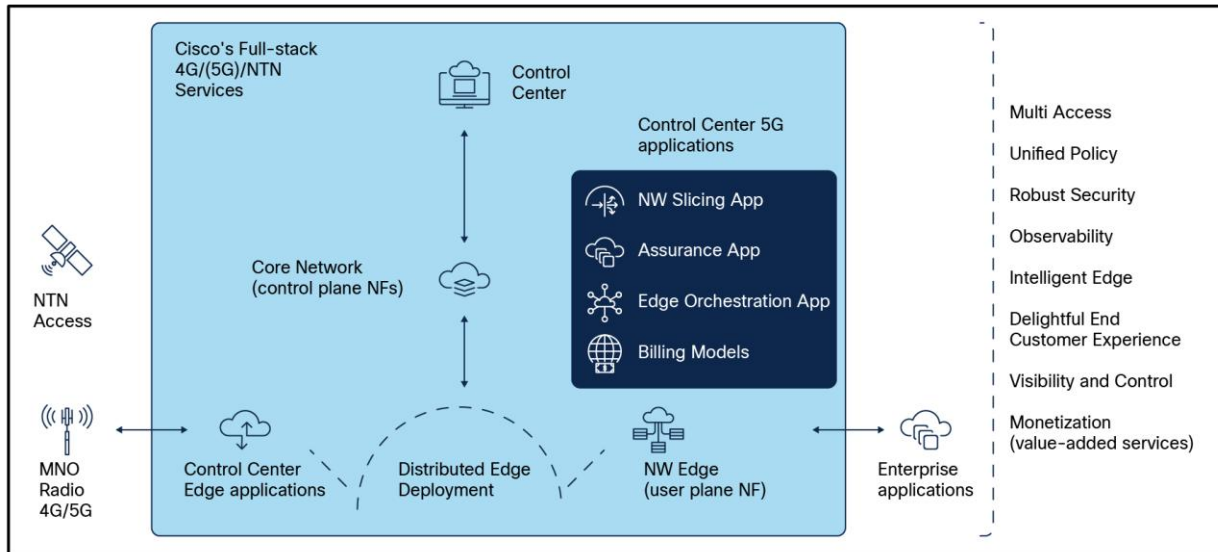 Cisco's Full-stack
4G/(5G)/NTN
Services
Control
Center
Control Center 5G
applications
NW Slicing App
Assurance App
Edge Orchestration App
Billing Models
Core Network
(control plane NFs)
NTN
Access
MNO
Radio
4G/5G
Control Center
Edge applications
Distributed Edge
Deployment
NW Edge
(user plane NF)
Enterprise
applications
Multi Access
Unified Policy
Robust Security
Observability
Intelligent Edge
Delightful End
Customer Experience
Visibility and Control
Monetization
(value-added services)